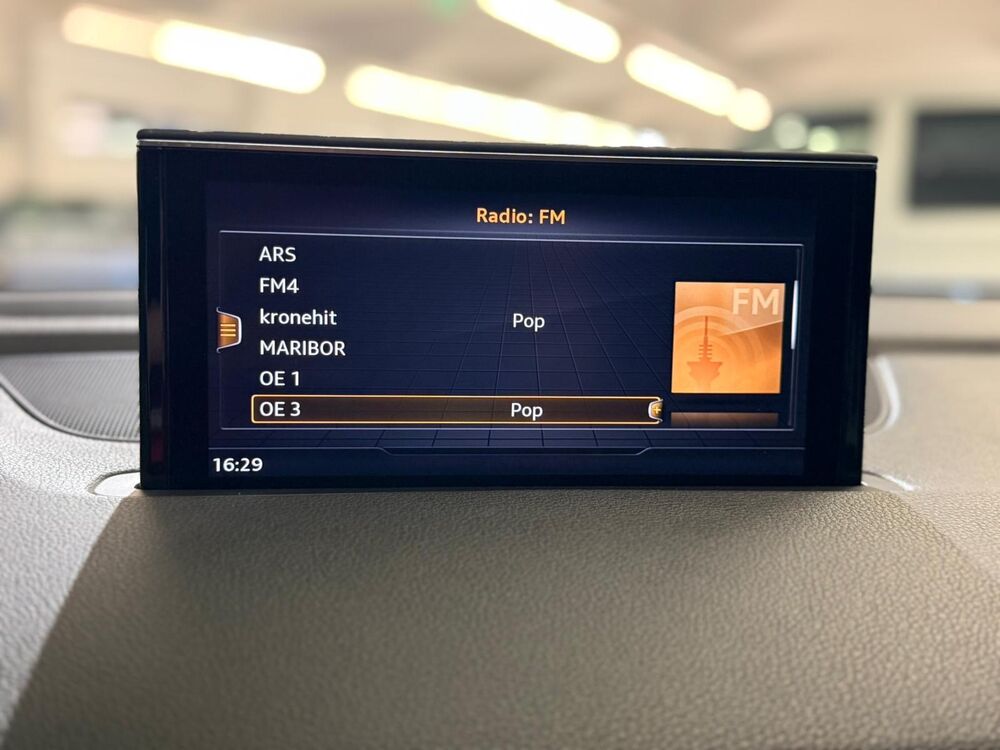 Radio: FM
ARS
FM4
kronehit Pop
MARIBOR
OE 1
OE 3 Pop
FM
16:29